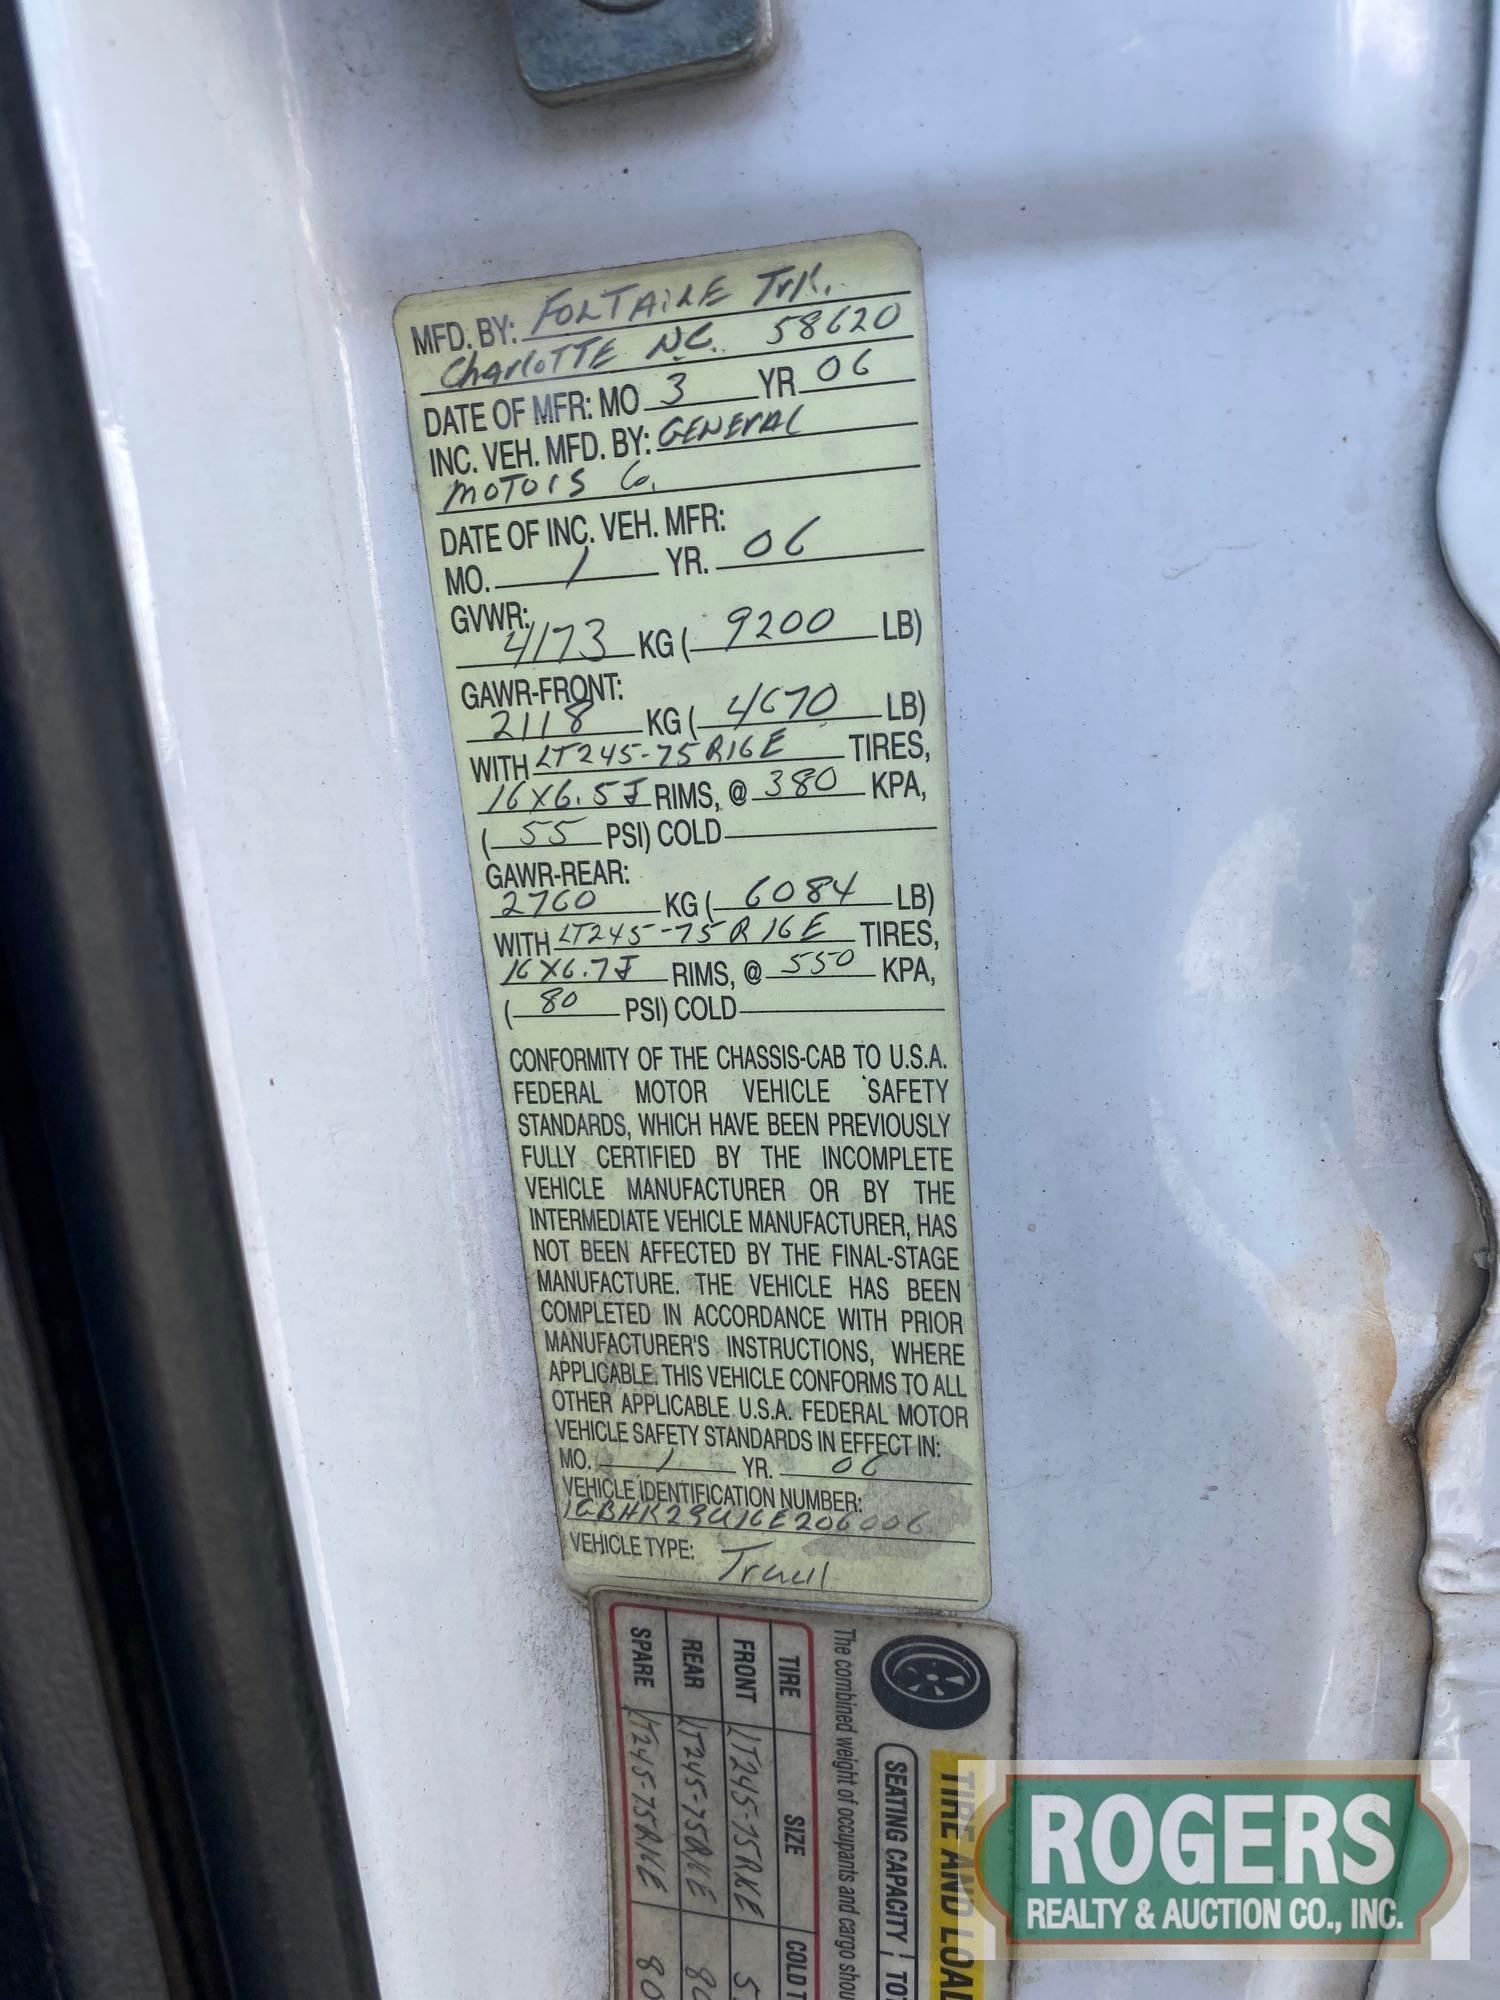 MFD. BY: FONTAINE Trk.
CharloTTE N.C. 58620
DATE OF MFR: MO 3 YR 06
INC. VEH. MFD. BY: GENErAL
MOTOrS Co.
DATE OF INC. VEH. MFR:
MO. 1 YR. 06
GVWR:
4173 KG ( 9200 LB)
GAWR-FRONT:
2118 KG ( 4670 LB)
WITH LT245-75R16E TIRES,
16X6.5J RIMS, @ 380 KPA,
( 55 PSI) COLD
GAWR-REAR:
2760 KG ( 6084 LB)
WITH LT245-75R16E TIRES,
16X6.7J RIMS, @ 550 KPA,
( 80 PSI) COLD
CONFORMITY OF THE CHASSIS-CAB TO U.S.A.
FEDERAL MOTOR VEHICLE SAFETY
STANDARDS, WHICH HAVE BEEN PREVIOUSLY
FULLY CERTIFIED BY THE INCOMPLETE
VEHICLE MANUFACTURER OR BY THE
INTERMEDIATE VEHICLE MANUFACTURER, HAS
NOT BEEN AFFECTED BY THE FINAL-STAGE
MANUFACTURE. THE VEHICLE HAS BEEN
COMPLETED IN ACCORDANCE WITH PRIOR
MANUFACTURER'S INSTRUCTIONS, WHERE
APPLICABLE. THIS VEHICLE CONFORMS TO ALL
OTHER APPLICABLE U.S.A. FEDERAL MOTOR
VEHICLE SAFETY STANDARDS IN EFFECT IN:
MO. 1 YR. 06
VEHICLE IDENTIFICATION NUMBER:
1GBHK29U16E206006
VEHICLE TYPE: Truck
TIRE AND LOAD
SEATING CAPACITY
The combined weight of occupants and cargo
TIRE SIZE COLD
FRONT LT245-75R16E
REAR LT245-75R16E
SPARE LT245-75R16E 80
ROGERS
REALTY & AUCTION CO., INC.